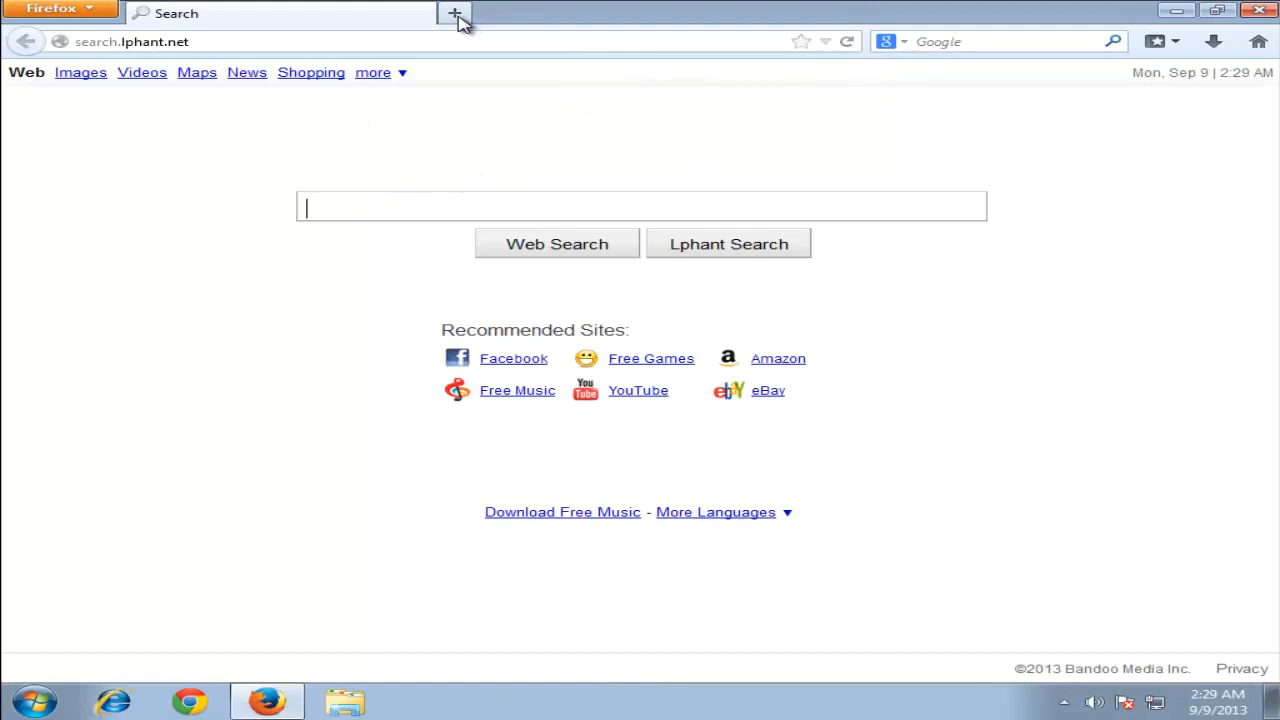 Firefox
Search
search.lphant.net
Google
Web Images Videos Maps News Shopping more
Mon, Sep 9 | 2:29 AM
Web Search
Lphant Search
Recommended Sites:
Facebook Free Games Amazon
Free Music YouTube eBay
Download Free Music - More Languages
©2013 Bandoo Media Inc. Privacy
2:29 AM
9/9/2013